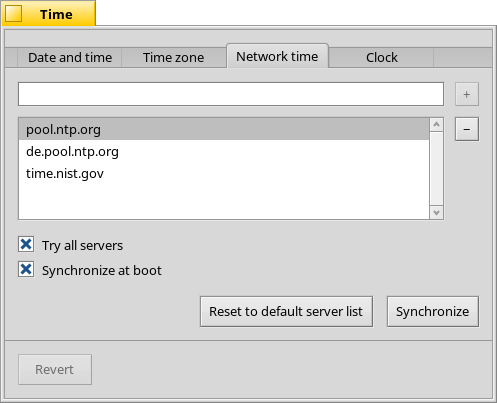 Time
Date and time Time zone Network time Clock
+
pool.ntp.org
−
de.pool.ntp.org
time.nist.gov
Try all servers
Synchronize at boot
Reset to default server list Synchronize
Revert